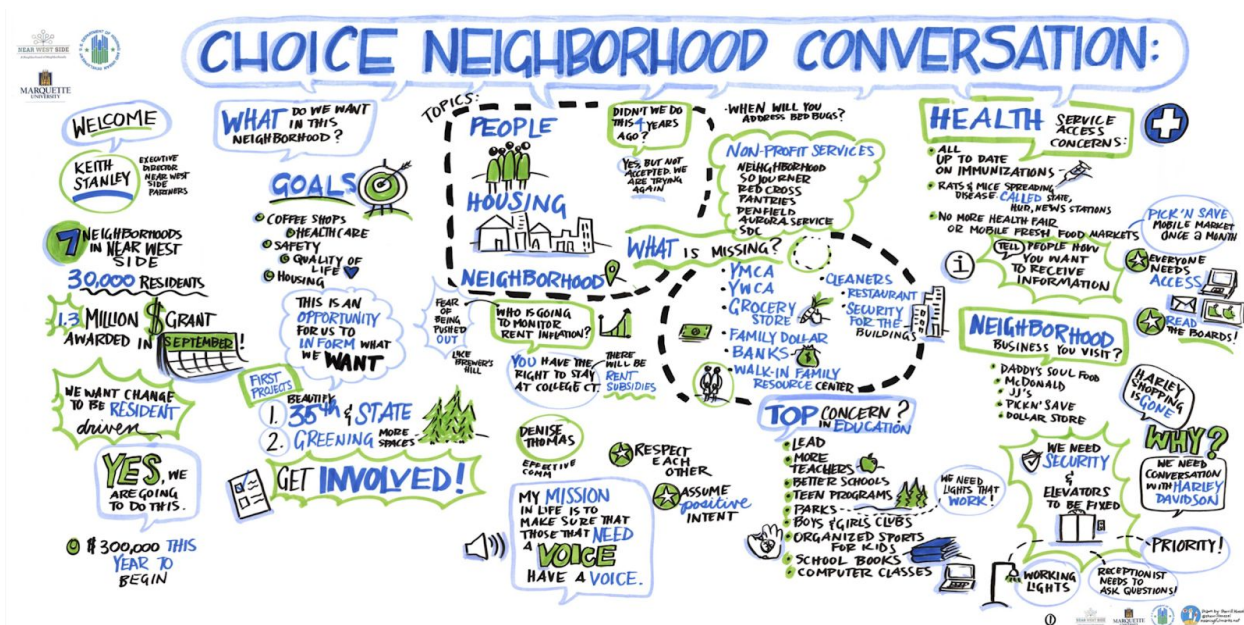 CHOICE NEIGHBORHOOD CONVERSATION:
NEAR WEST SIDE
MARQUETTE
UNIVERSITY
WELCOME
KEITH
STANLEY
EXECUTIVE
DIRECTOR
NEAR WEST
SIDE
PARTNERS
7 NEIGHBORHOODS
IN NEAR WEST
SIDE
30,000 RESIDENTS
1.3 MILLION $ GRANT
AWARDED IN SEPTEMBER!
WE WANT CHANGE
TO BE RESIDENT
driven
YES, WE
ARE GOING
TO DO THIS.
$300,000 THIS
YEAR TO
BEGIN
WHAT DO WE WANT
IN THIS
NEIGHBORHOOD?
GOALS
COFFEE SHOPS
HEALTHCARE
SAFETY
QUALITY OF
LIFE
HOUSING
THIS IS AN
OPPORTUNITY
FOR US TO
INFORM WHAT
WE WANT
FIRST
PROJECTS
1. BEAUTIFY
35th & STATE
2. GREENING MORE
SPACES
GET INVOLVED!
TOPICS:
PEOPLE
HOUSING
NEIGHBORHOOD
DIDN'T WE DO
THIS 4 YEARS
AGO?
YES, BUT NOT
ACCEPTED. WE
ARE TRYING
AGAIN
FEAR
OF
BEING
PUSHED
OUT
LIKE
BREWER'S
HILL
WHO IS GOING
TO MONITOR
RENT INFLATION?
YOU HAVE THE
RIGHT TO STAY
AT COLLEGE CT.
THERE
WILL BE
RENT
SUBSIDIES
DENISE
THOMAS
EFFECTIVE
COMM
RESPECT
EACH
OTHER
ASSUME
positive
INTENT
MY MISSION
IN LIFE IS TO
MAKE SURE THAT
THOSE THAT NEED
A VOICE
HAVE A VOICE.
- WHEN WILL YOU
ADDRESS BED BUGS?
NON-PROFIT SERVICES
NEIGHGBORHOOD
SOJOURNER
RED CROSS
PANTRIES
PENFIELD
AURORA SERVICE
SDC
WHAT IS MISSING?
• YMCA
• YWCA
• GROCERY
STORE
• FAMILY DOLLAR
• BANKS
• WALK-IN FAMILY
RESOURCE CENTER
• CLEANERS
• RESTAURANT
• SECURITY
FOR THE
BUILDINGS
TOP CONCERN?
IN EDUCATION
• LEAD
• MORE
TEACHERS
• BETTER SCHOOLS
• TEEN PROGRAMS
• PARKS
• BOYS & GIRLS CLUBS
• ORGANIZED SPORTS
FOR KIDS
• SCHOOL BOOKS
• COMPUTER CLASSES
WE NEED
LIGHTS THAT
WORK!
HEALTH SERVICE
ACCESS
CONCERNS:
• ALL
UP TO DATE
ON IMMUNIZATIONS
• RATS & MICE SPREADING
DISEASE. CALLED STATE,
HUD, NEWS STATIONS
• NO MORE HEALTH FAIR
OR MOBILE FRESH FOOD MARKETS
PICK'N SAVE
MOBILE MARKET
ONCE A MONTH
i
TELL PEOPLE HOW
YOU WANT
TO RECEIVE
INFORMATION
EVERYONE
NEEDS
ACCESS
READ
THE BOARDS!
NEIGHBORHOOD
BUSINESS YOU VISIT?
• DADDY'S SOUL FOOD
• McDONALD
• JJ's
• PICKN' SAVE
• DOLLAR STORE
HARLEY
SHOPPING
IS GONE
WHY?
WE NEED
CONVERSATION
WITH HARLEY
DAVIDSON
WE NEED
SECURITY
&
ELEVATORS
TO BE FIXED
PRIORITY!
WORKING
LIGHTS
RECEPTIONIST
NEEDS TO
ASK QUESTIONS!
NEAR WEST SIDE
MARQUETTE